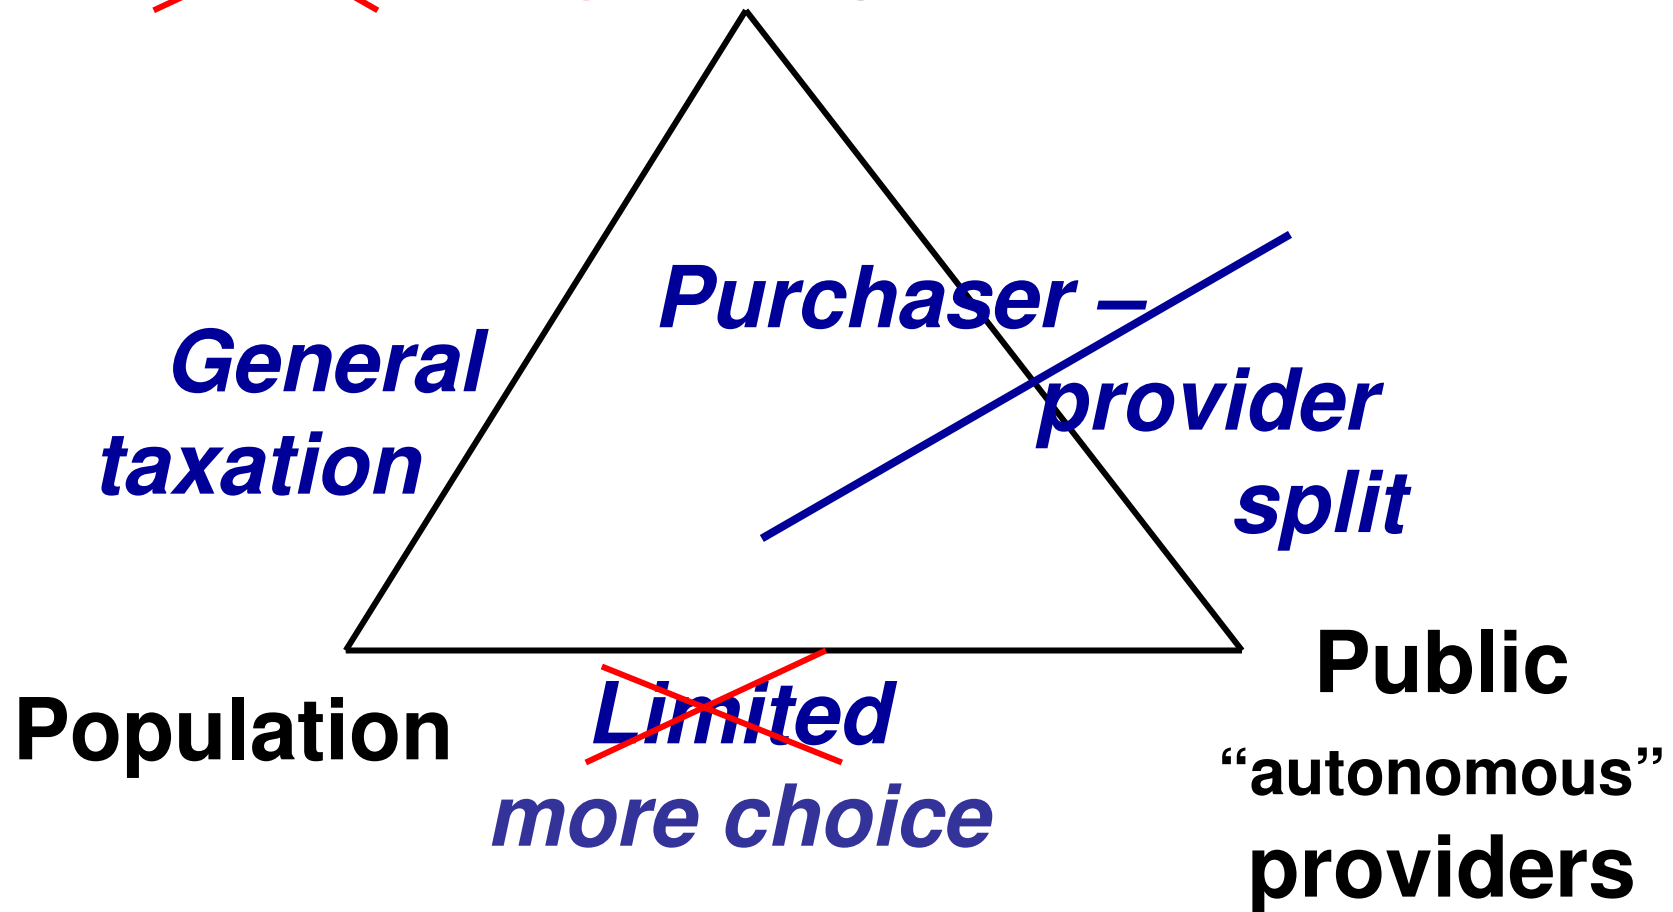 Purchaser –
General
provider
taxation
split
Public
Population
Limited
“autonomous”
more choice
providers